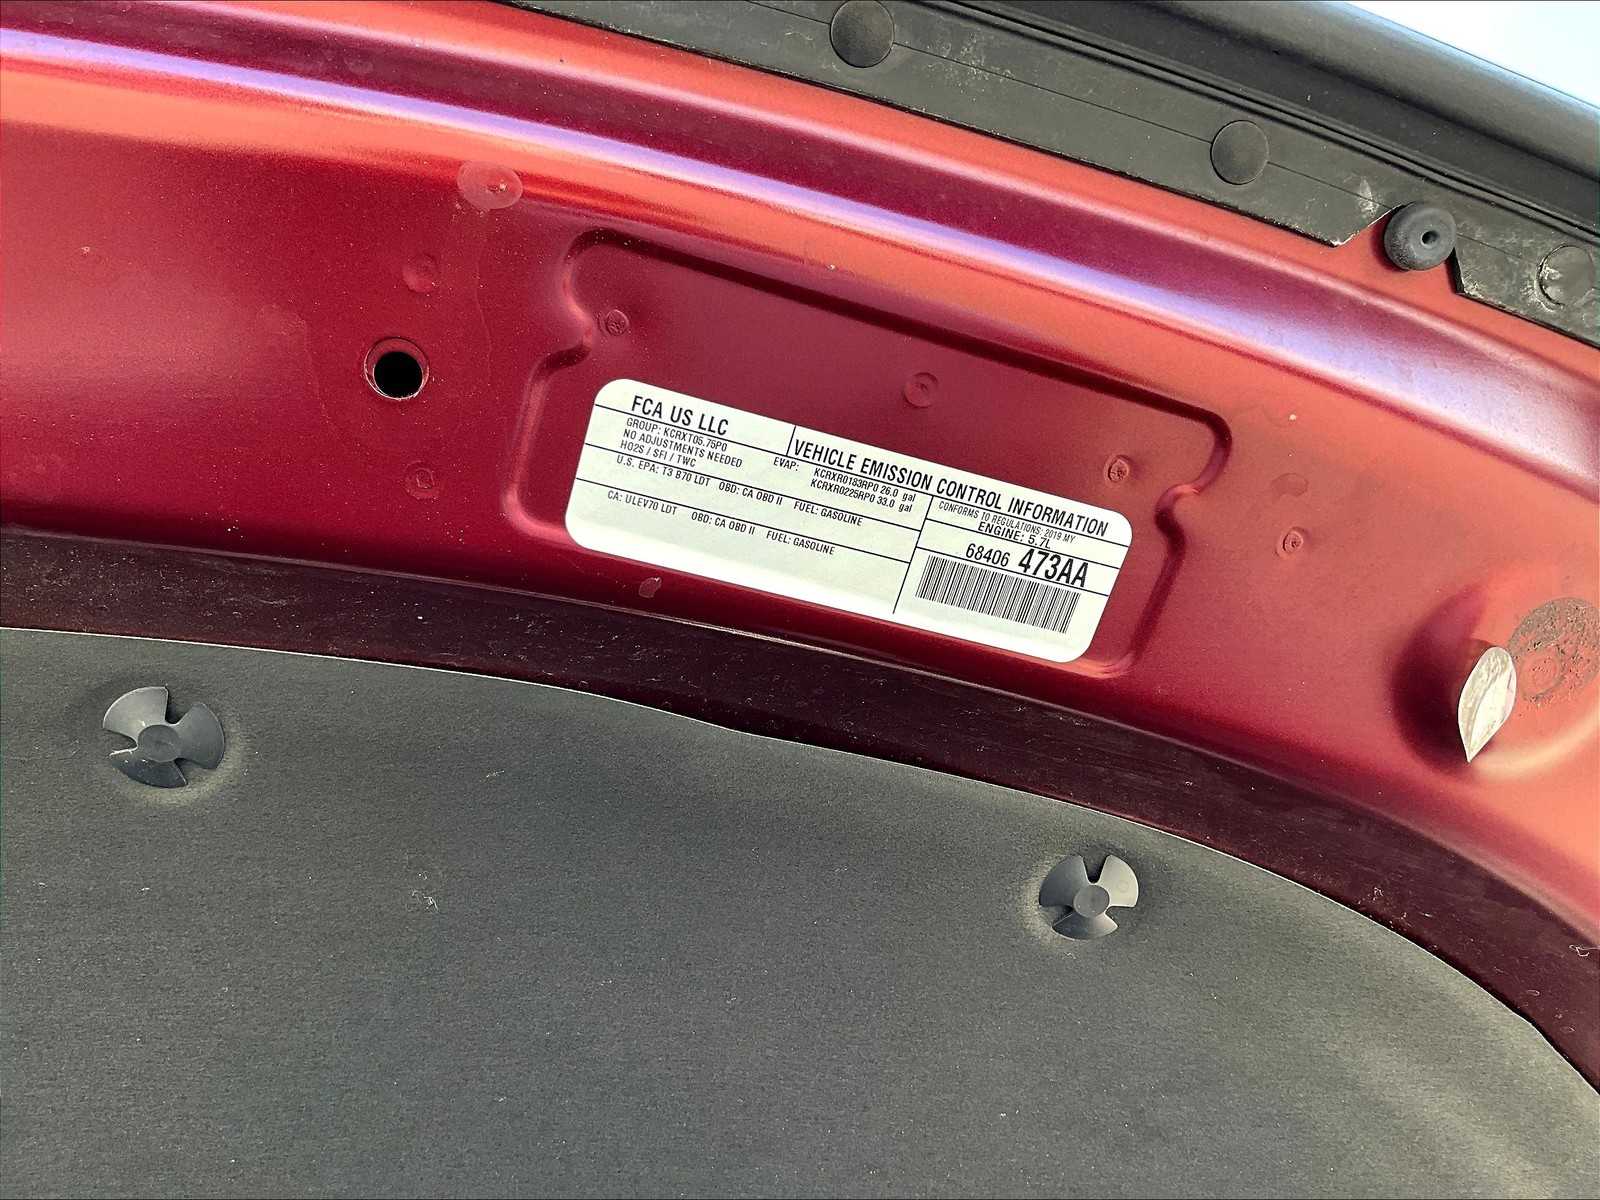 FCA US LLC
GROUP: KCRXT05.75P0
NO ADJUSTMENTS NEEDED
HO2S / SFI / TWC
VEHICLE EMISSION CONTROL INFORMATION
EVAP: KCRXR0183RP0 26.0 gal
KCRXR0225RP0 33.0 gal
CONFORMS TO REGULATIONS: 2019 MY
ENGINE: 5.7L
U.S. EPA: T3 B70 LDT OBD: CA OBD II FUEL: GASOLINE
CA: ULEV70 LDT OBD: CA OBD II FUEL: GASOLINE
68406 473AA